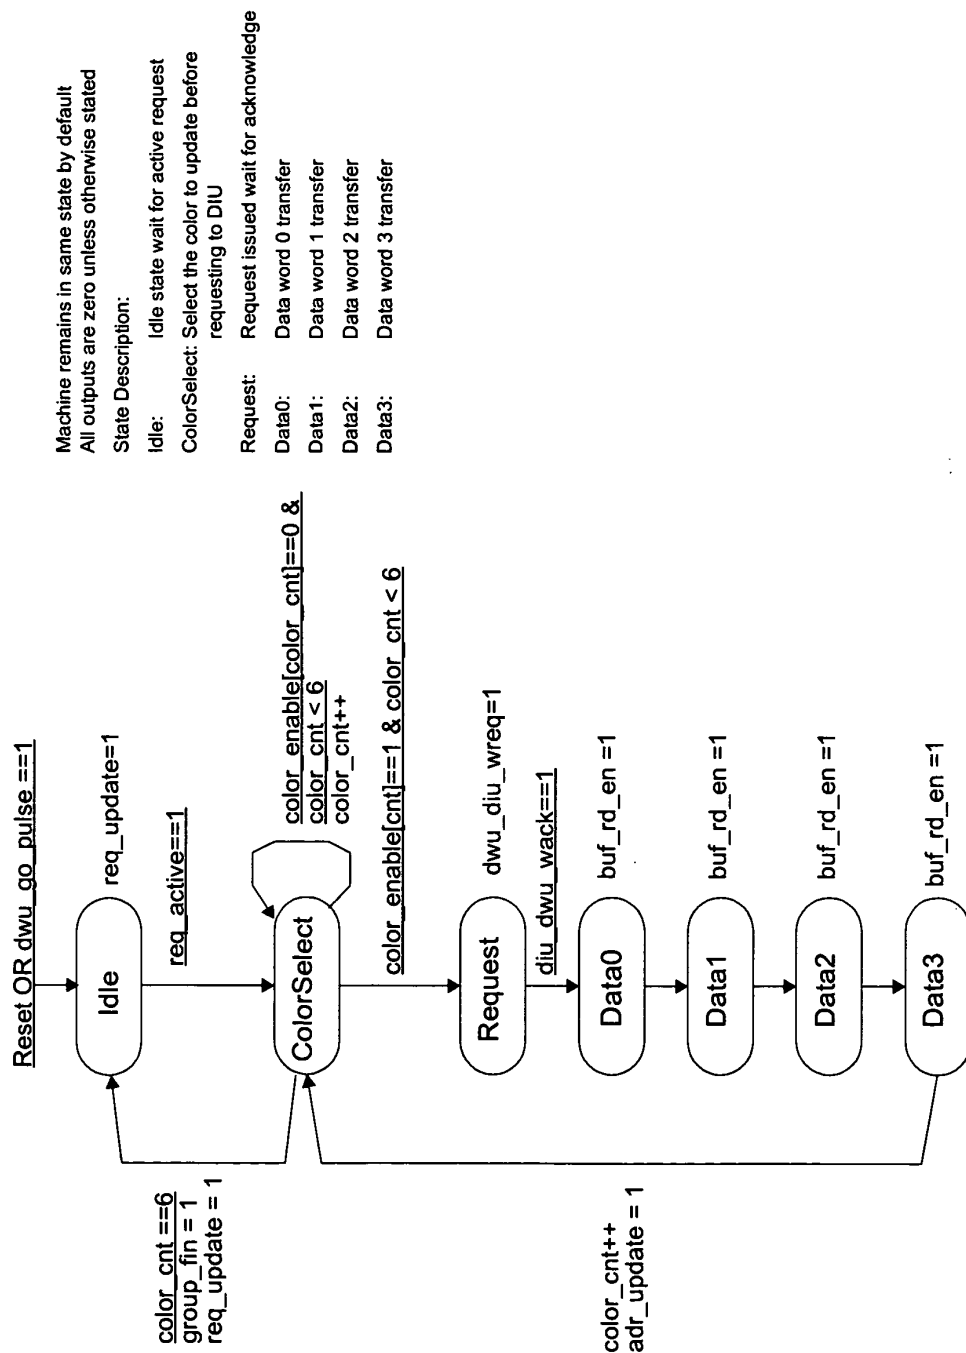 Reset OR dwu_go_pulse ==1
Idle
req_update=1
req_active==1
color_cnt ==6
group_fin = 1
req_update = 1
ColorSelect
color_enable[color_cnt]==0 &
color_cnt < 6
color_cnt++
color_enable[cnt]==1 & color_cnt < 6
Request
dwu_diu_wreq=1
diu_dwu_wack==1
Data0
buf_rd_en =1
Data1
buf_rd_en =1
Data2
buf_rd_en =1
Data3
buf_rd_en =1
color_cnt++
adr_update = 1
Machine remains in same state by default
All outputs are zero unless otherwise stated
State Description:
Idle: Idle state wait for active request
ColorSelect: Select the color to update before
requesting to DIU
Request: Request issued wait for acknowledge
Data0: Data word 0 transfer
Data1: Data word 1 transfer
Data2: Data word 2 transfer
Data3: Data word 3 transfer